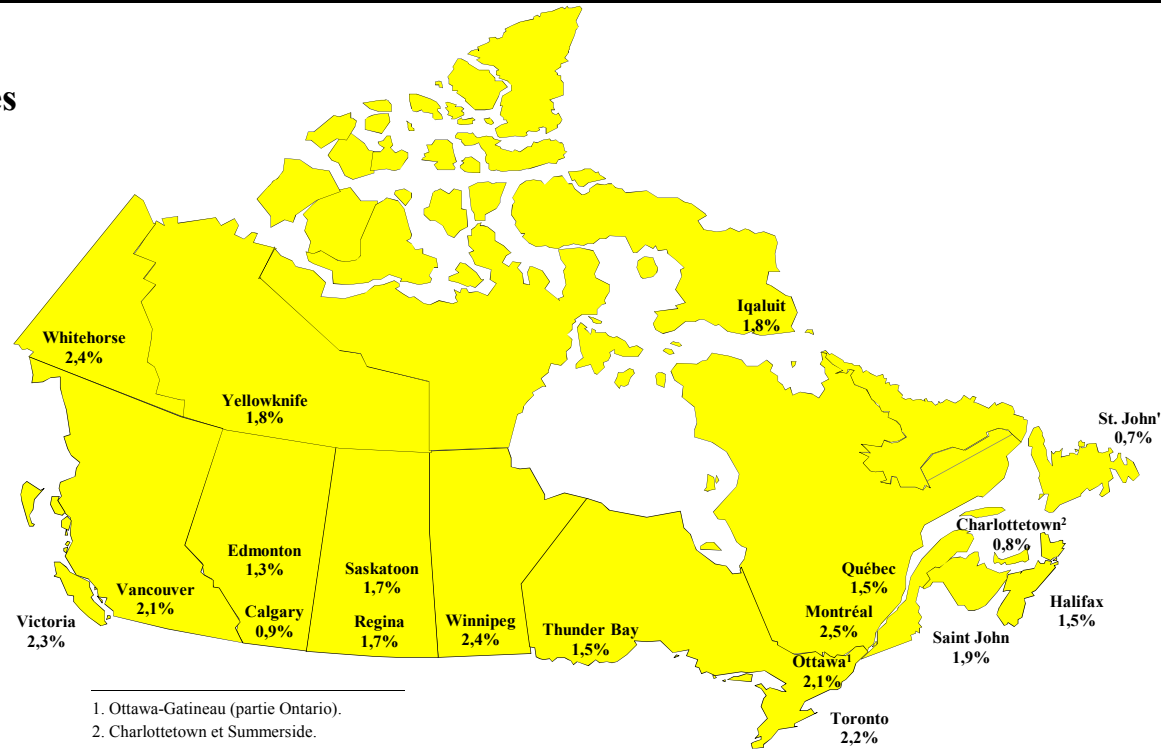 es
Iqaluit
1,8%
Whitehorse
2,4%
Yellowknife
1,8%
St. John'
0,7%
Charlottetown2
0,8%
Edmonton
1,3%
Saskatoon
1,7%
Québec
1,5%
Vancouver
2,1%
Halifax
1,5%
Calgary
0,9%
Montréal
2,5%
Victoria
2,3%
Regina
1,7%
Winnipeg
2,4%
Thunder Bay
1,5%
Saint John
1,9%
Ottawa1
2,1%
Toronto
2,2%
1. Ottawa-Gatineau (partie Ontario).
2. Charlottetown et Summerside.